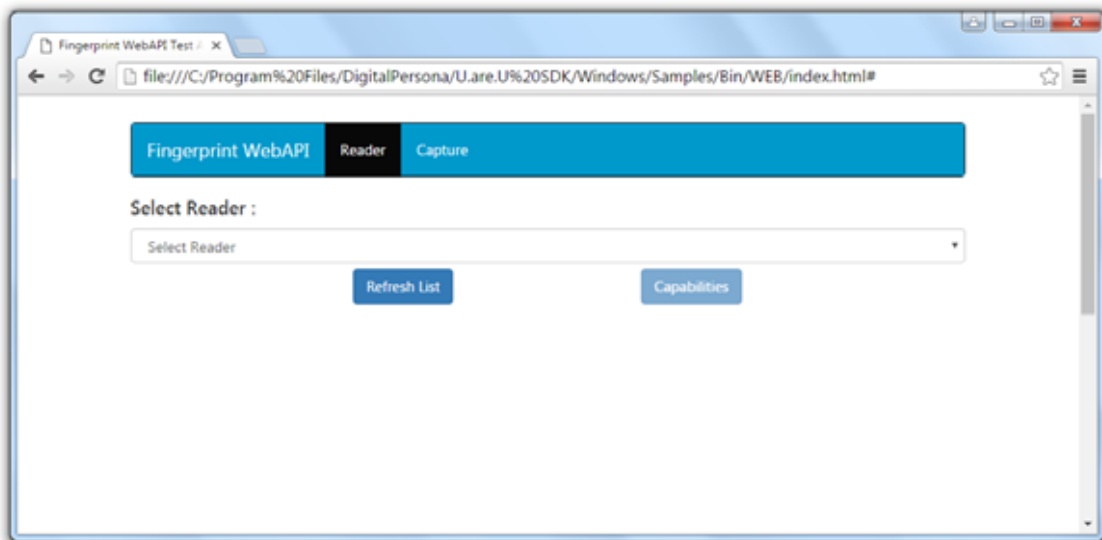 Fingerprint WebAPI Test A
file:///C:/Program%20Files/DigitalPersona/U.are.U%20SDK/Windows/Samples/Bin/WEB/index.html#
Fingerprint WebAPI Reader Capture
Select Reader :
Select Reader
Refresh List Capabilities